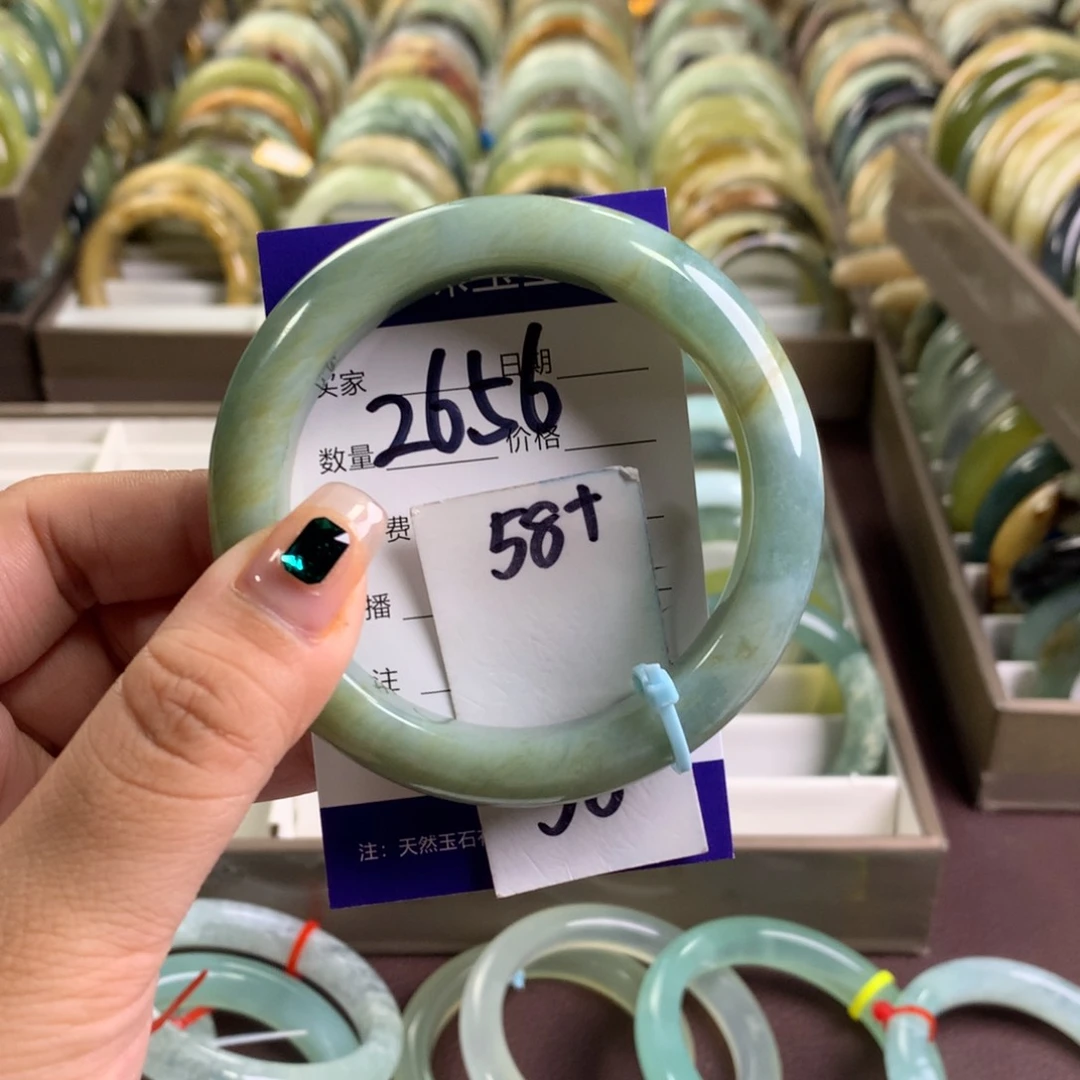 买家 日期
2656
数量 价格
58+
费
播
注
注：天然玉石